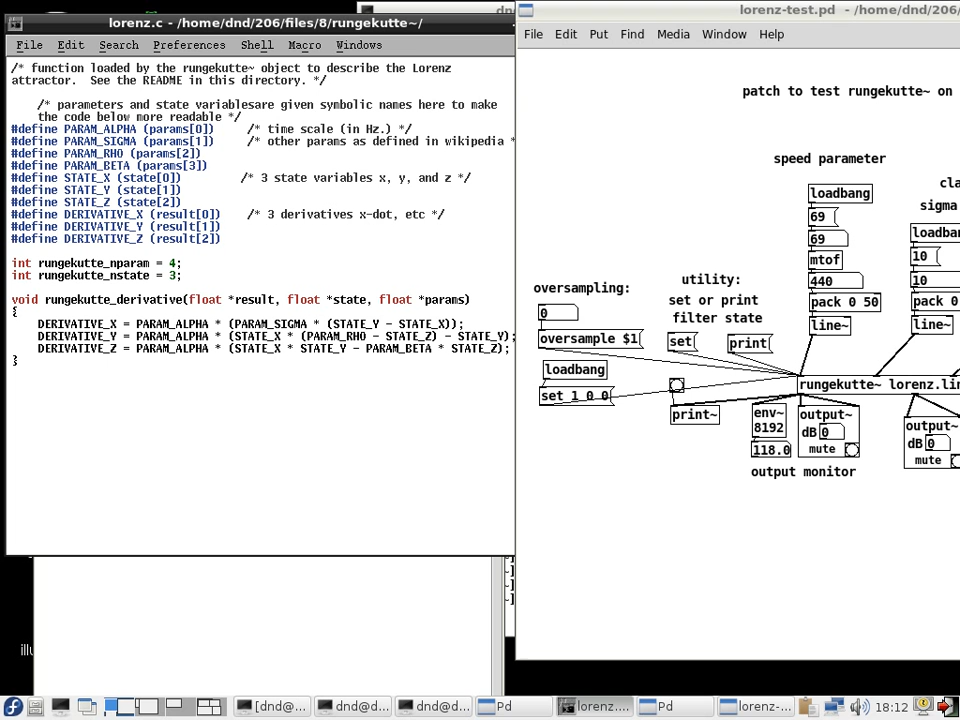 lorenz.c - /home/dnd/206/files/8/rungekutte~/
File Edit Search Preferences Shell Macro Windows
/* function loaded by the rungekutte~ object to describe the Lorenz
attractor.  See the README in this directory. */
/* parameters and state variablesare given symbolic names here to make
the code below more readable */
#define PARAM_ALPHA (params[0])     /* time scale (in Hz.) */
#define PARAM_SIGMA (params[1])     /* other params as defined in wikipedia *
#define PARAM_RHO (params[2])
#define PARAM_BETA (params[3])
#define STATE_X (state[0])         /* 3 state variables x, y, and z */
#define STATE_Y (state[1])
#define STATE_Z (state[2])
#define DERIVATIVE_X (result[0])    /* 3 derivatives x-dot, etc */
#define DERIVATIVE_Y (result[1])
#define DERIVATIVE_Z (result[2])
int rungekutte_nparam = 4;
int rungekutte_nstate = 3;
void rungekutte_derivative(float *result, float *state, float *params)
{
DERIVATIVE_X = PARAM_ALPHA * (PARAM_SIGMA * (STATE_Y - STATE_X));
DERIVATIVE_Y = PARAM_ALPHA * (STATE_X * (PARAM_RHO - STATE_Z) - STATE_Y);
DERIVATIVE_Z = PARAM_ALPHA * (STATE_X * STATE_Y - PARAM_BETA * STATE_Z);
}
lorenz-test.pd - /home/dnd/206/
File Edit Put Find Media Window Help
patch to test rungekutte~ on
speed parameter
loadbang
69
69
mtof
440
pack 0 50
line~
sigma
loadban
10
10
pack 0
line~
oversampling:
0
oversample $1
loadbang
set 1 0 0
utility:
set or print
filter state
set
print
rungekutte~ lorenz.lin
print~
env~
8192
118.0
output~
dB 0
mute
output~
dB 0
mute
output monitor
[dnd@...
dnd@d...
dnd@d...
Pd
lorenz....
Pd
lorenz-...
18:12